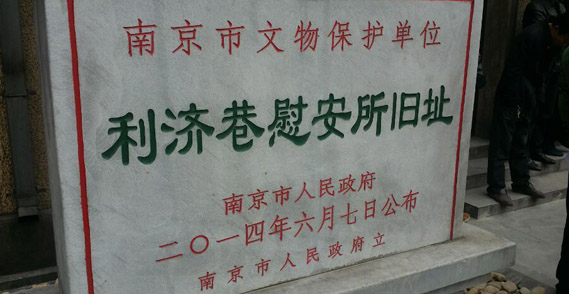 南京市文物保护单位
利济巷慰安所旧址
南京市人民政府
二〇一四年六月七日公布
南京市人民政府立